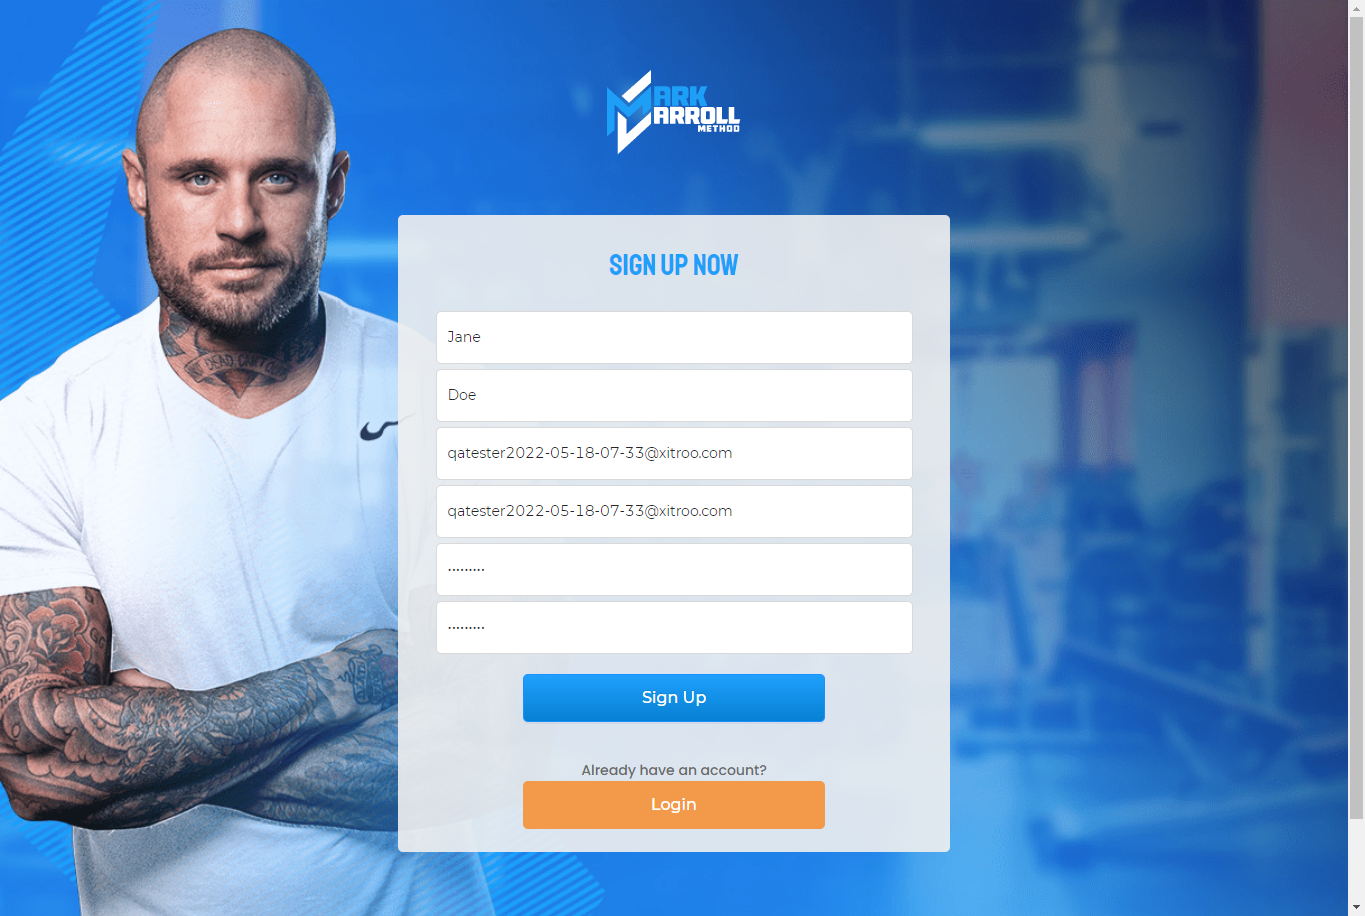 MARK
CARROLL
METHOD
SIGN UP NOW
Jane
Doe
qatester2022-05-18-07-33@xitroo.com
qatester2022-05-18-07-33@xitroo.com
·········
·········
Sign Up
Already have an account?
Login